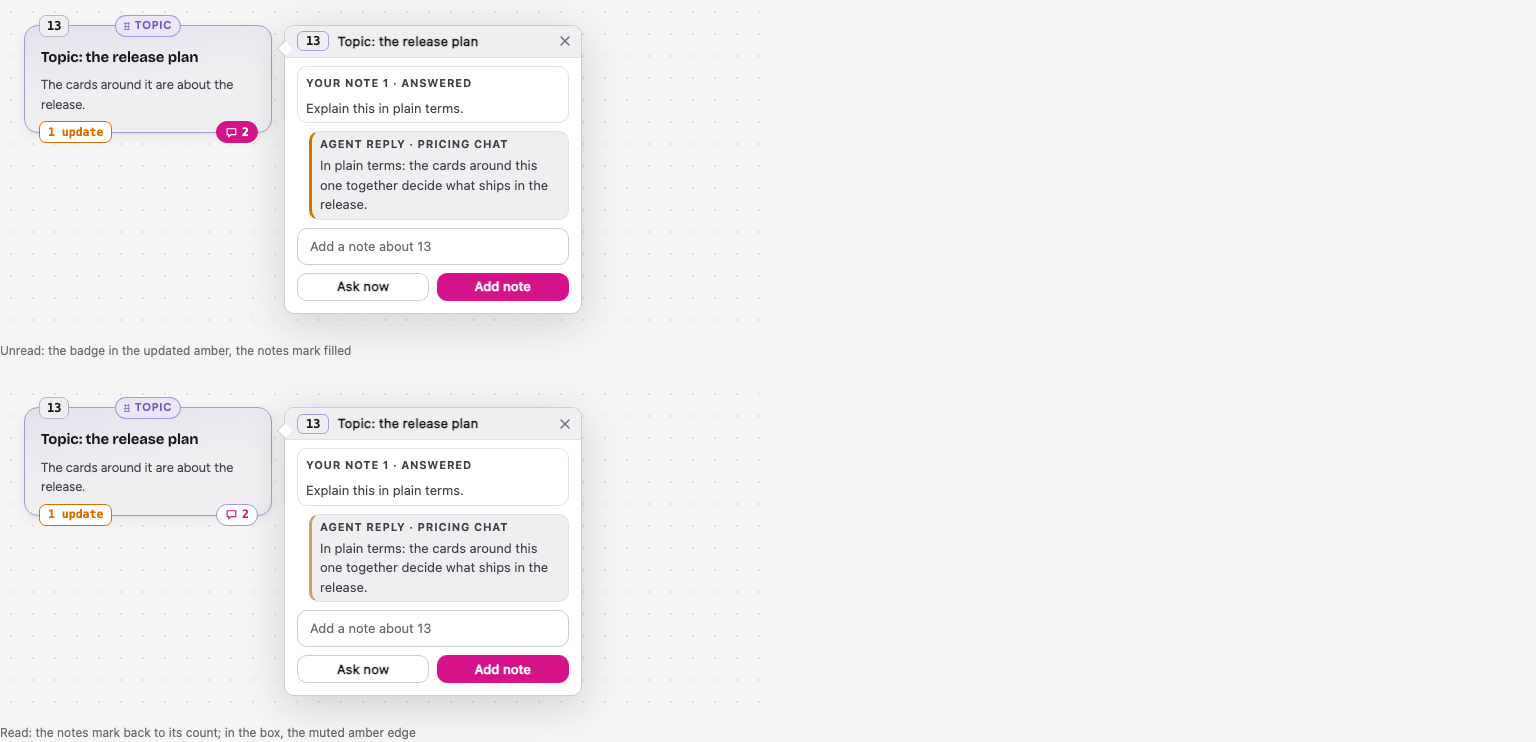 13
TOPIC
Topic: the release plan
The cards around it are about the
release.
1 update
2
13
Topic: the release plan
YOUR NOTE 1 · ANSWERED
Explain this in plain terms.
AGENT REPLY · PRICING CHAT
In plain terms: the cards around this
one together decide what ships in the
release.
Add a note about 13
Ask now
Add note
Unread: the badge in the updated amber, the notes mark filled
13
TOPIC
Topic: the release plan
The cards around it are about the
release.
1 update
2
13
Topic: the release plan
YOUR NOTE 1 · ANSWERED
Explain this in plain terms.
AGENT REPLY · PRICING CHAT
In plain terms: the cards around this
one together decide what ships in the
release.
Add a note about 13
Ask now
Add note
Read: the notes mark back to its count; in the box, the muted amber edge